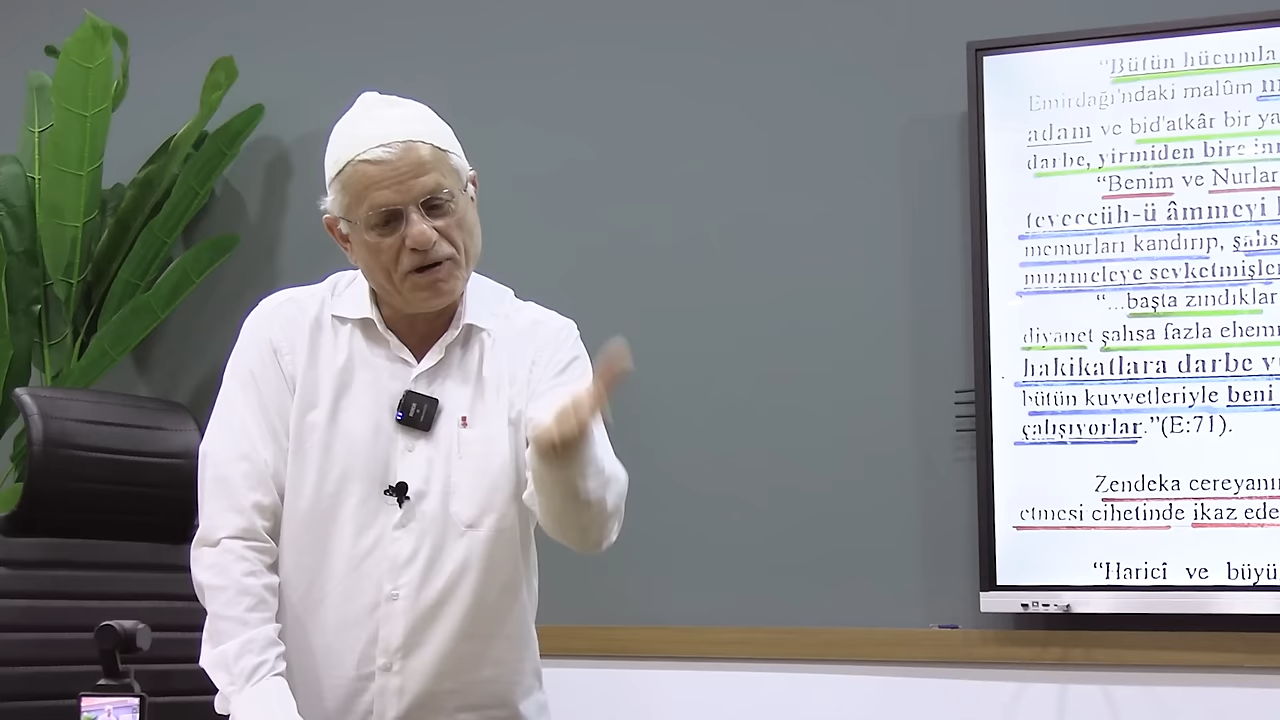 “Bütün hücumla
Emirdağı'ndaki malûm
adam ve bid'atkâr bir ya
darbe, yirmiden bire in
“Benim ve Nurlar
teveccüh-ü âmmeyi
memurları kandırıp, şahs
muameleye sevketmişler
“...başta zındıklar
diyanet şahsa fazla ehem
hakikatlara darbe v
bütün kuvvetleriyle beni
çalışıyorlar.”(E:71).
Zendeka cereyanın
etmesi cihetinde ikaz ede
“Haricî ve büyü